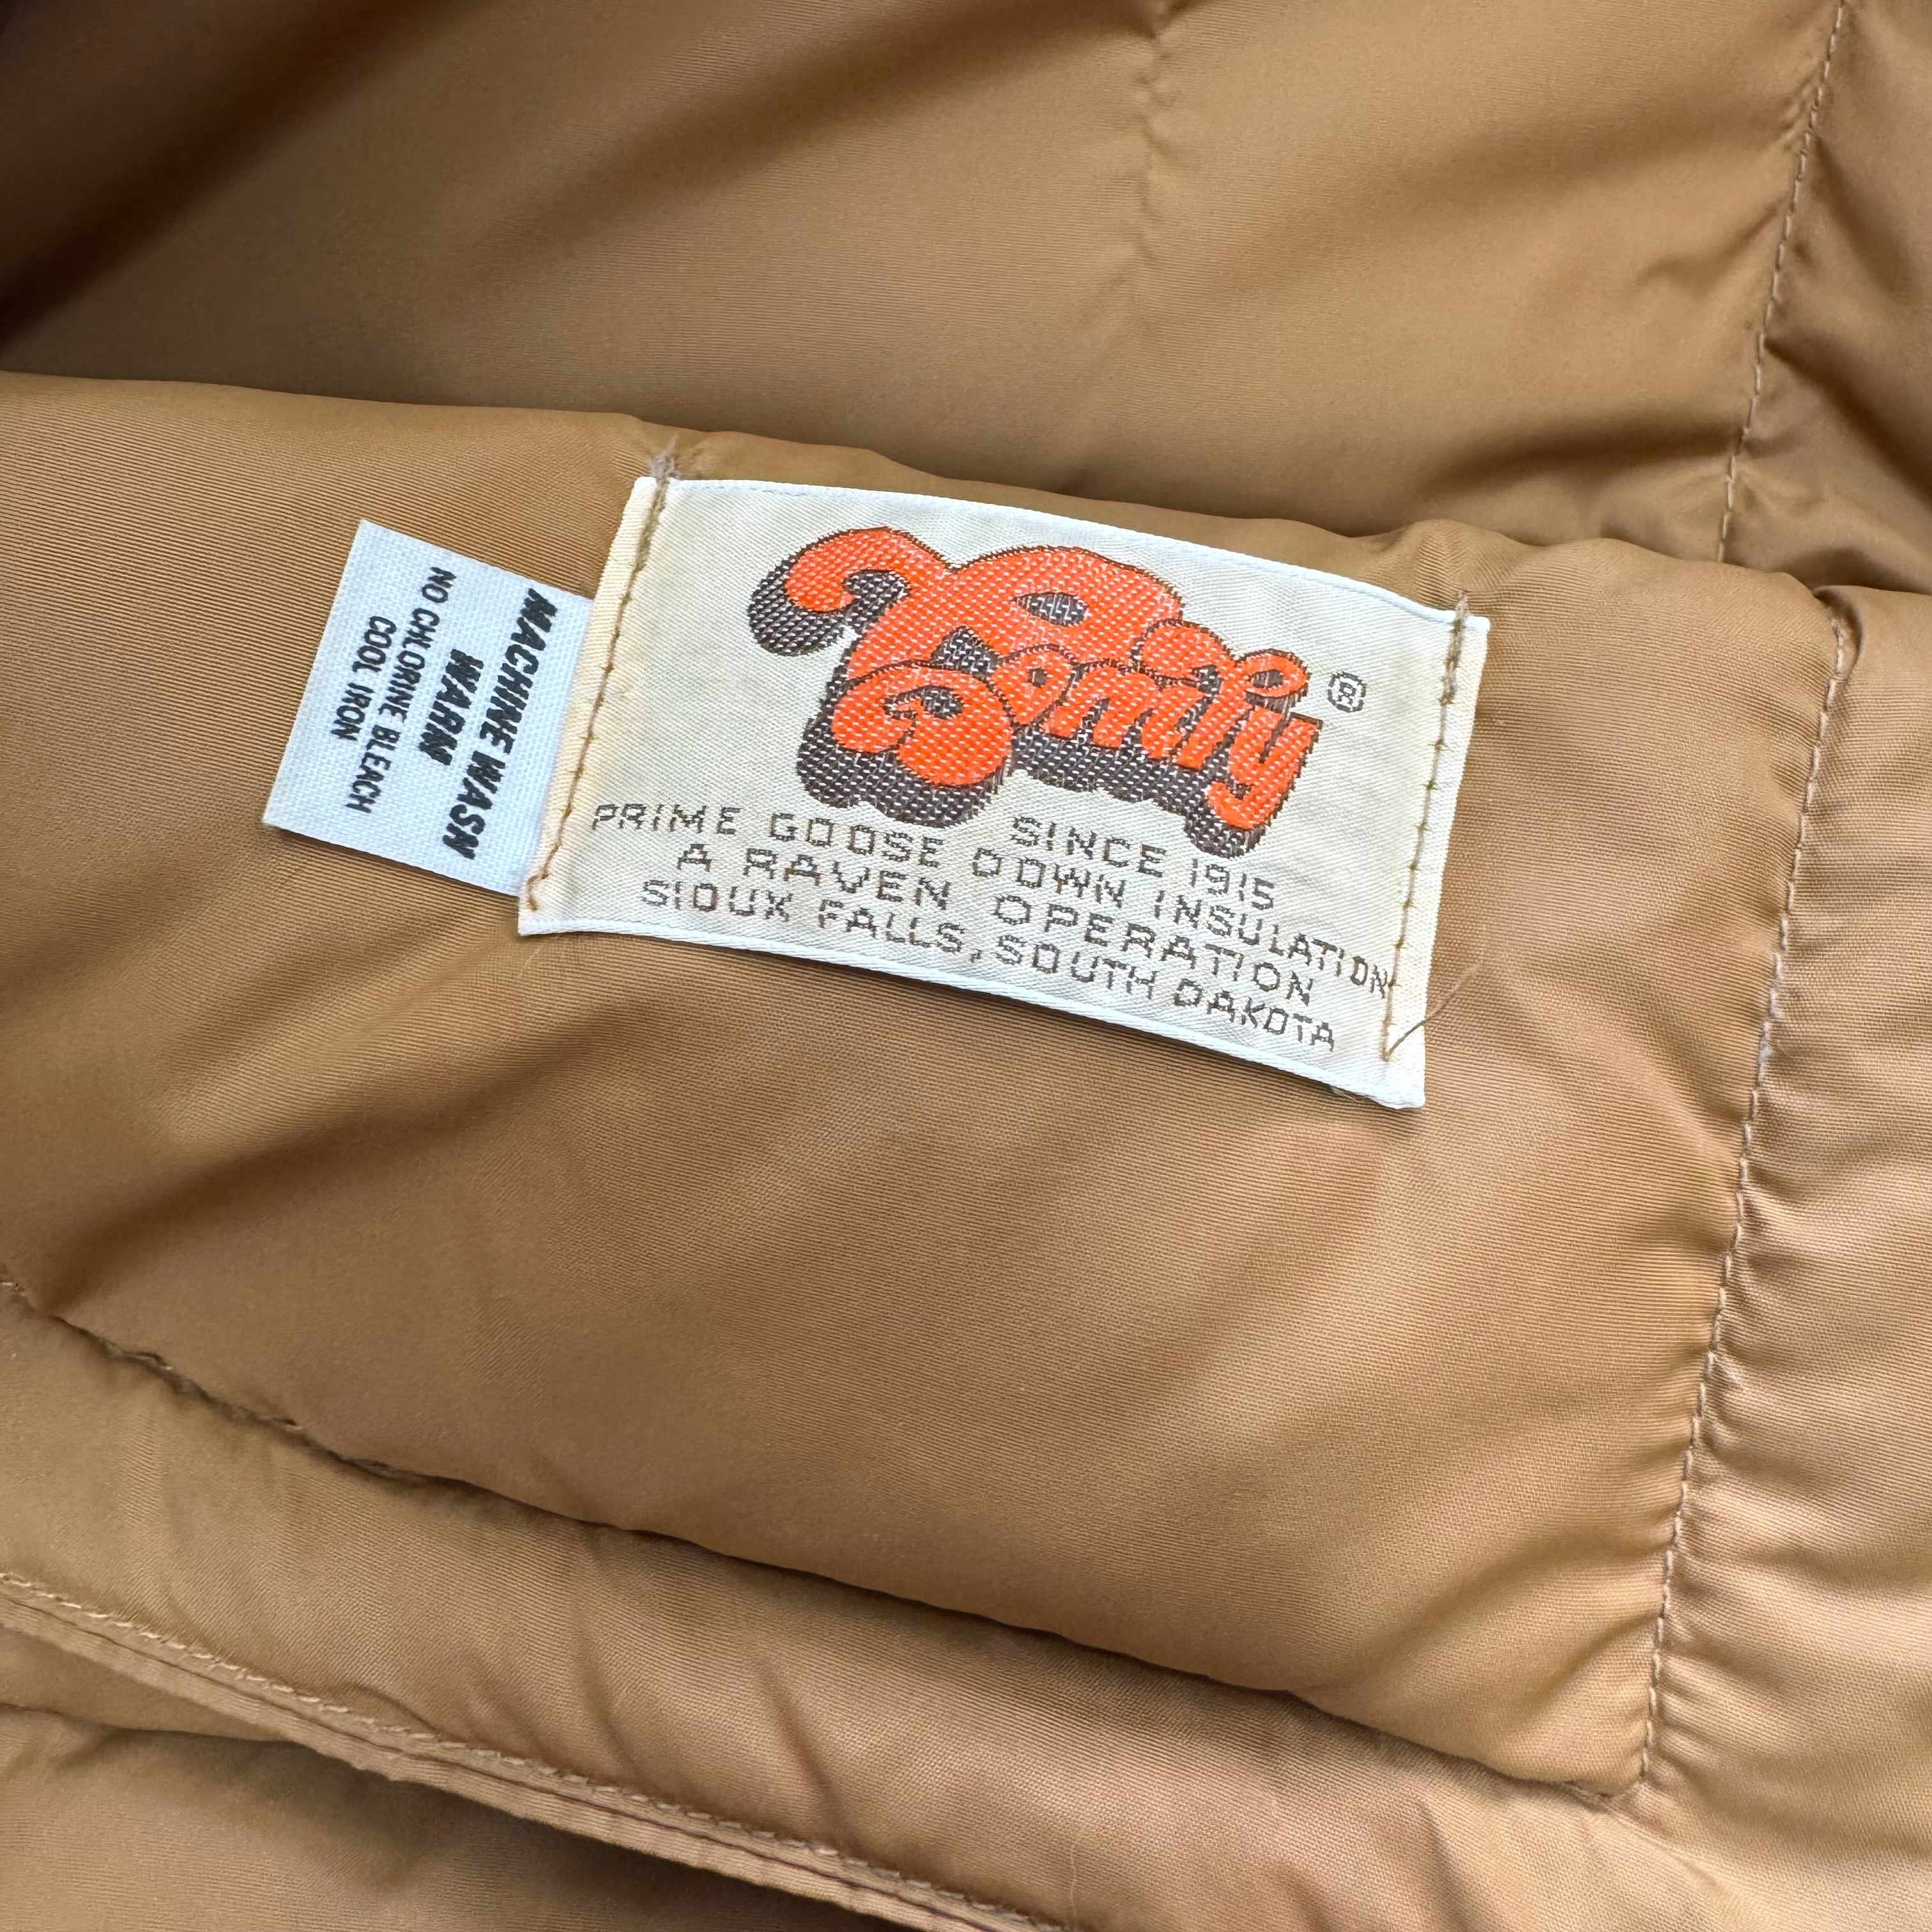 MACHINE WASH
WARM
NO CHLORINE BLEACH
COOL IRON
Comfy ®
SINCE 1915
PRIME GOOSE DOWN INSULATION
A RAVEN OPERATION
SIOUX FALLS, SOUTH DAKOTA